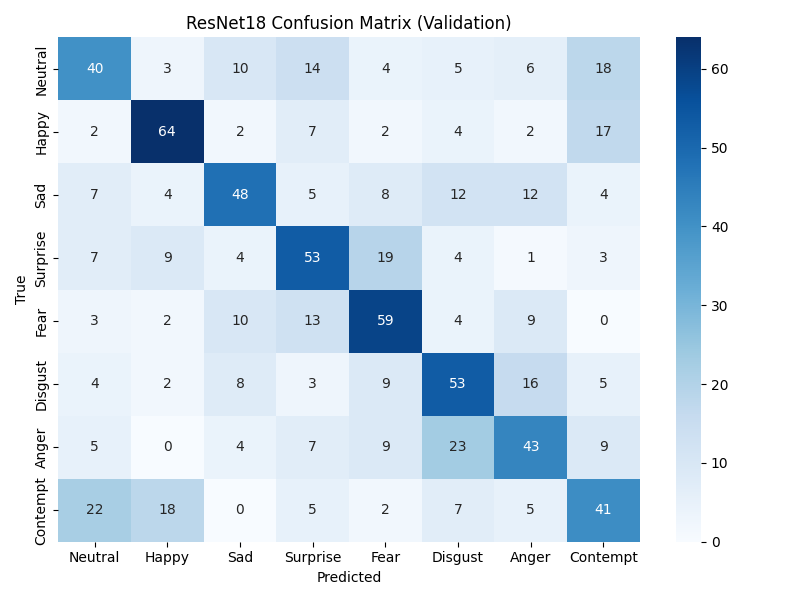 ResNet18 Confusion Matrix (Validation)
True
Neutral 40 3 10 14 4 5 6 18
Happy 2 64 2 7 2 4 2 17
Sad 7 4 48 5 8 12 12 4
Surprise 7 9 4 53 19 4 1 3
Fear 3 2 10 13 59 4 9 0
Disgust 4 2 8 3 9 53 16 5
Anger 5 0 4 7 9 23 43 9
Contempt 22 18 0 5 2 7 5 41
Neutral Happy Sad Surprise Fear Disgust Anger Contempt
Predicted
60
50
40
30
20
10
0